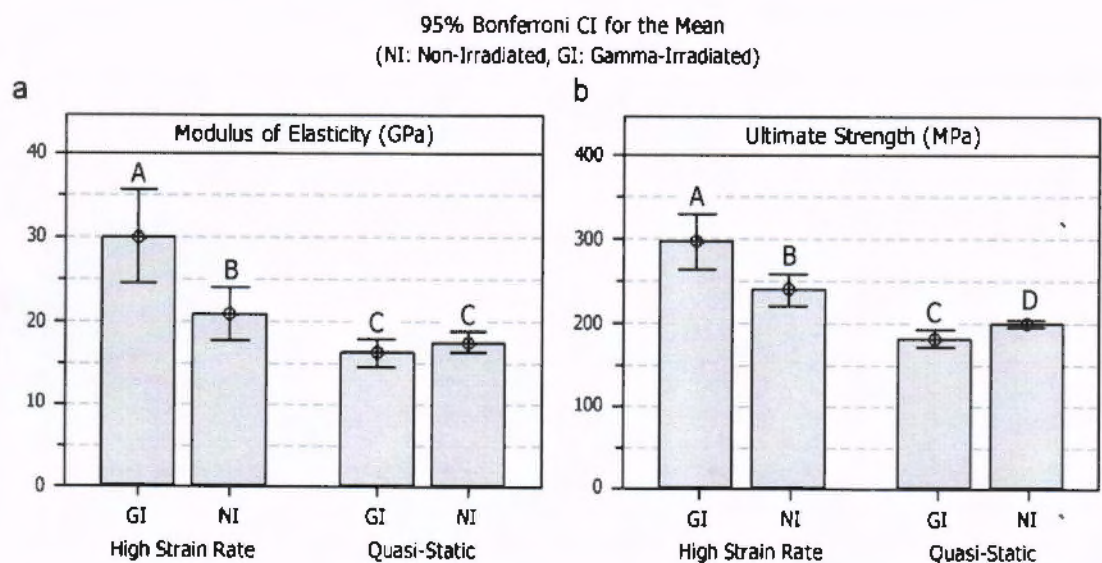 95% Bonferroni CI for the Mean
(NI: Non-Irradiated, GI: Gamma-Irradiated)
a
b
Modulus of Elasticity (GPa)
Ultimate Strength (MPa)
40
30
20
10
0
A
B
C
C
GI
NI
GI
NI
High Strain Rate
Quasi-Static
400
300
200
100
0
A
B
C
D
GI
NI
GI
NI
High Strain Rate
Quasi-Static